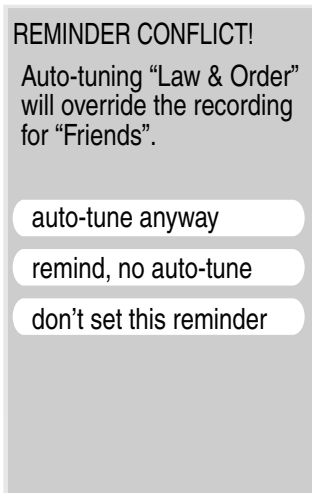 REMINDER CONFLICT!
Auto-tuning “Law & Order”
will override the recording
for “Friends”.
auto-tune anyway
remind, no auto-tune
don’t set this reminder